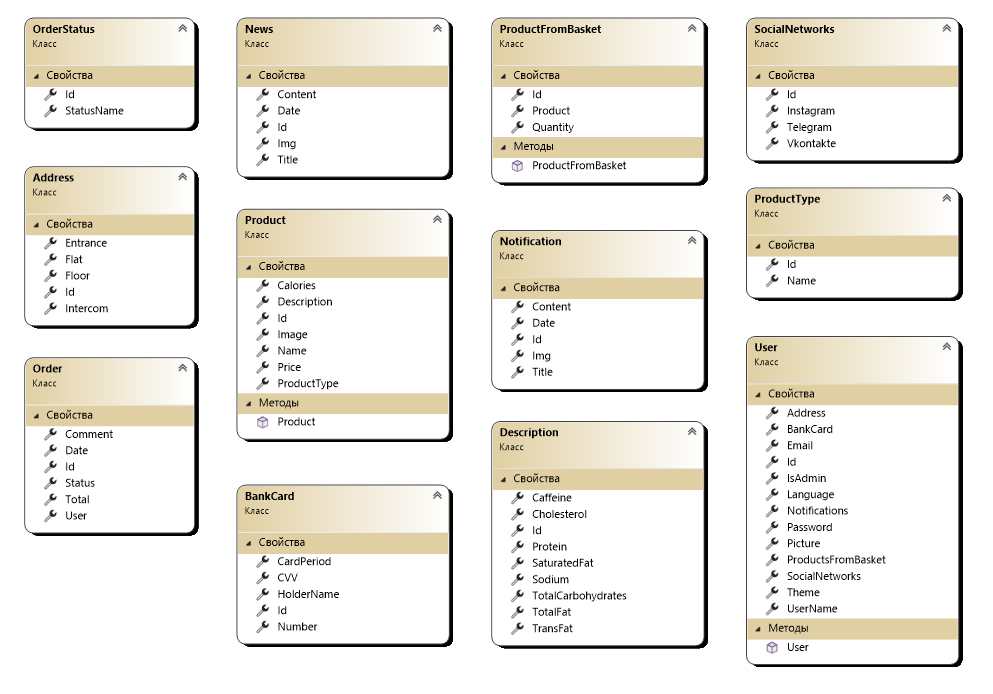 OrderStatus
Класс
Свойства
Id
StatusName
Address
Класс
Свойства
Entrance
Flat
Floor
Id
Intercom
Order
Класс
Свойства
Comment
Date
Id
Status
Total
User
News
Класс
Свойства
Content
Date
Id
Img
Title
Product
Класс
Свойства
Calories
Description
Id
Image
Name
Price
ProductType
Методы
Product
BankCard
Класс
Свойства
CardPeriod
CVV
HolderName
Id
Number
ProductFromBasket
Класс
Свойства
Id
Product
Quantity
Методы
ProductFromBasket
Notification
Класс
Свойства
Content
Date
Id
Img
Title
Description
Класс
Свойства
Caffeine
Cholesterol
Id
Protein
SaturatedFat
Sodium
TotalCarbohydrates
TotalFat
TransFat
SocialNetworks
Класс
Свойства
Id
Instagram
Telegram
Vkontakte
ProductType
Класс
Свойства
Id
Name
User
Класс
Свойства
Address
BankCard
Email
Id
IsAdmin
Language
Notifications
Password
Picture
ProductsFromBasket
SocialNetworks
Theme
UserName
Методы
User